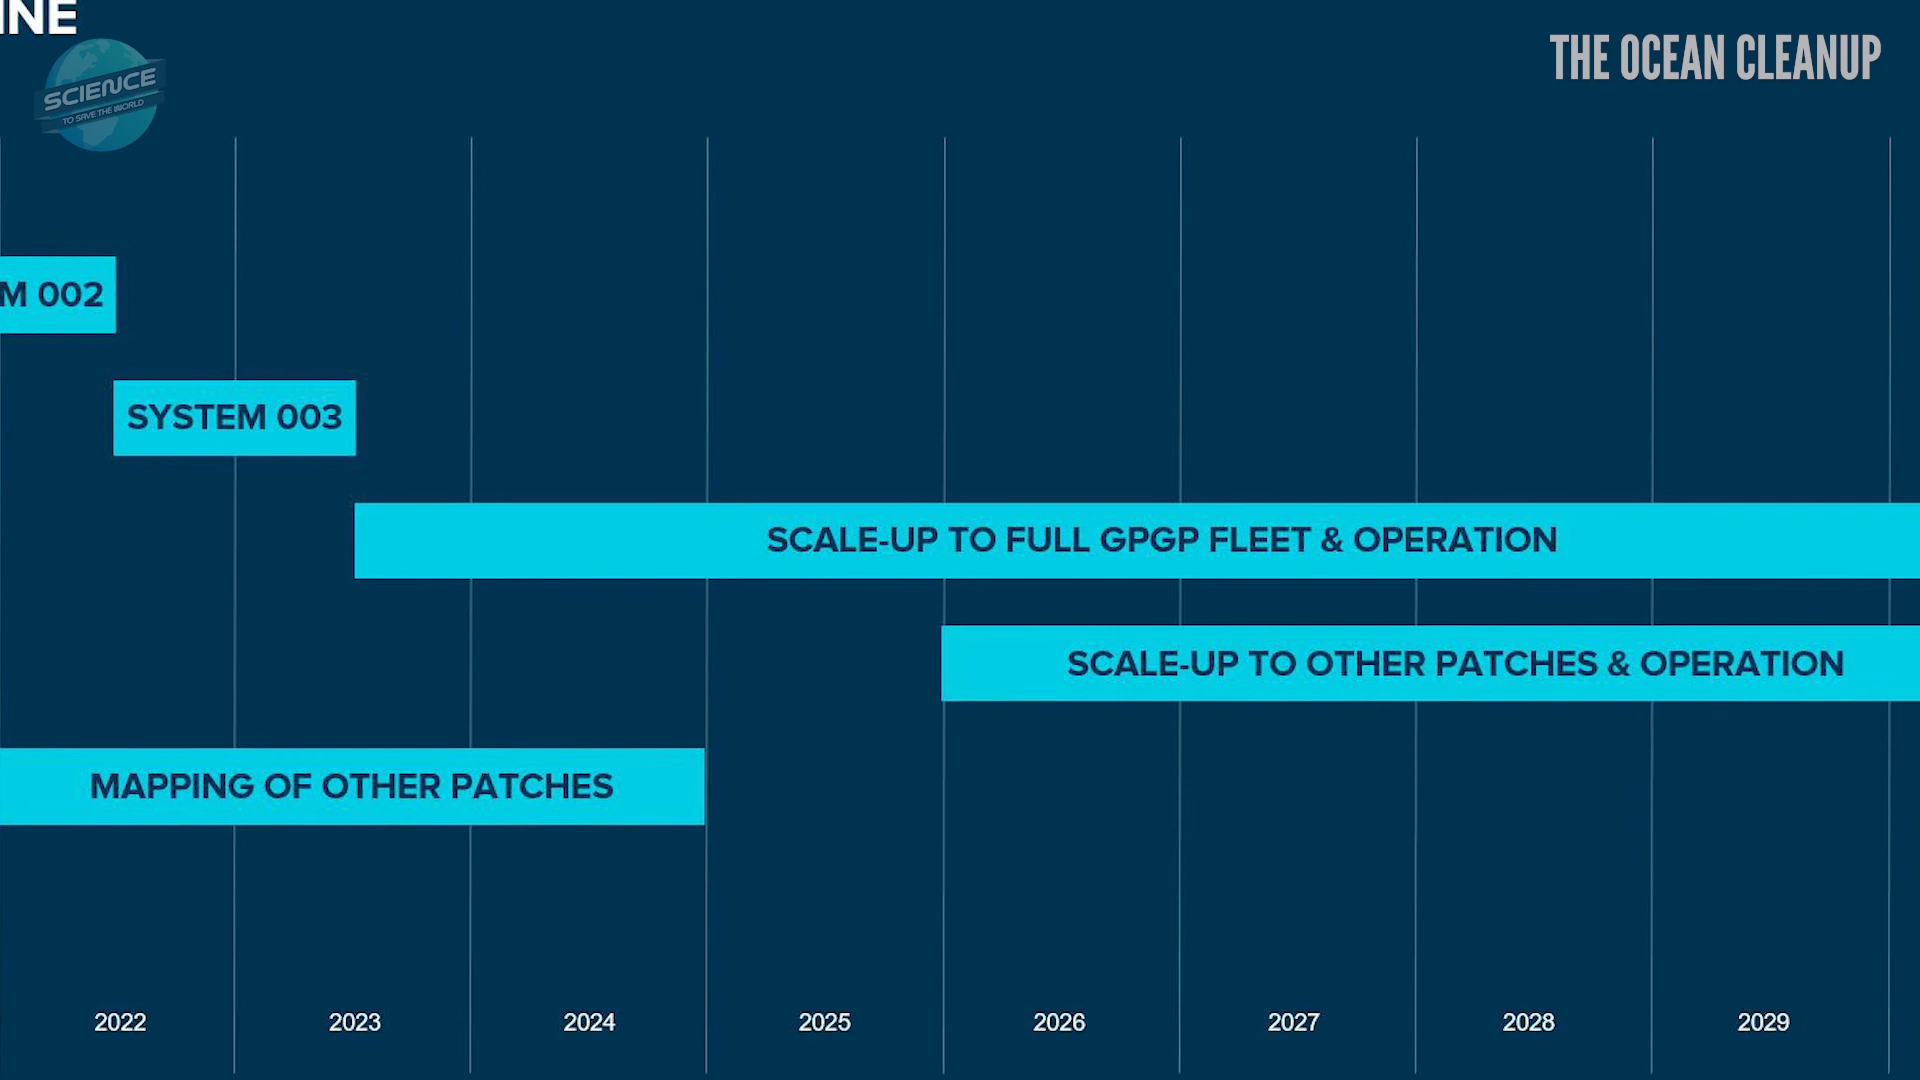 INE
SCIENCE
TO SAVE THE WORLD
THE OCEAN CLEANUP
M 002
SYSTEM 003
SCALE-UP TO FULL GPGP FLEET & OPERATION
SCALE-UP TO OTHER PATCHES & OPERATION
MAPPING OF OTHER PATCHES
2022 2023 2024 2025 2026 2027 2028 2029